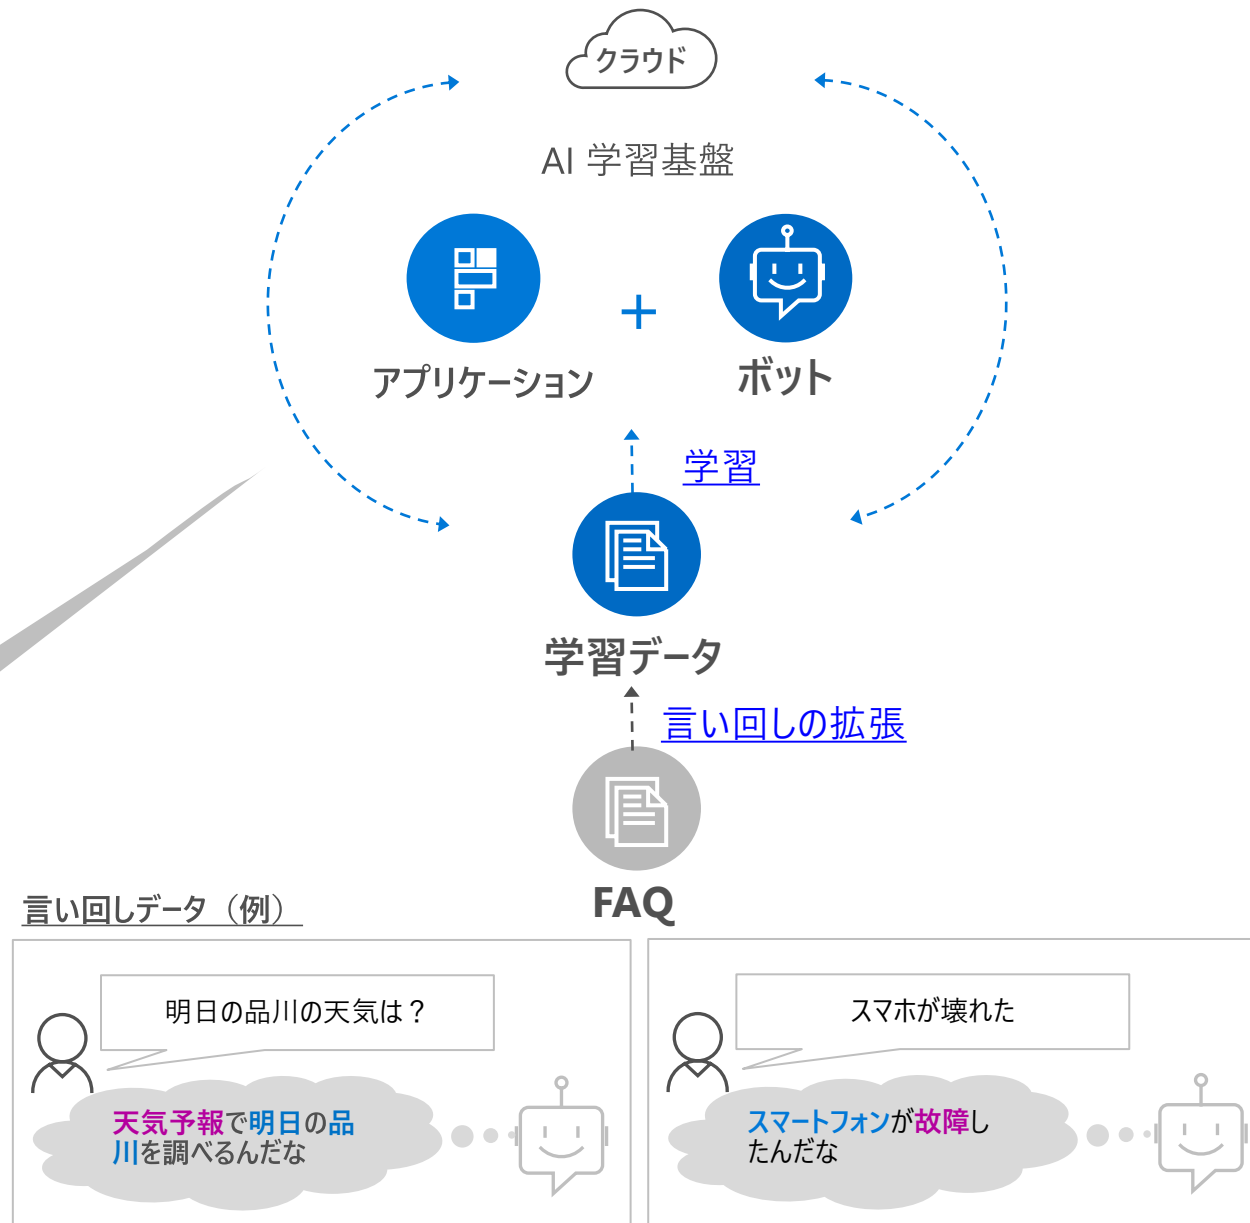 クラウド
AI 学習基盤
+
アプリケーション
ボット
学習
学習データ
言い回しの拡張
FAQ
言い回しデータ（例）
明日の品川の天気は？
天気予報で明日の品
川を調べるんだな
スマホが壊れた
スマートフォンが故障し
たんだな